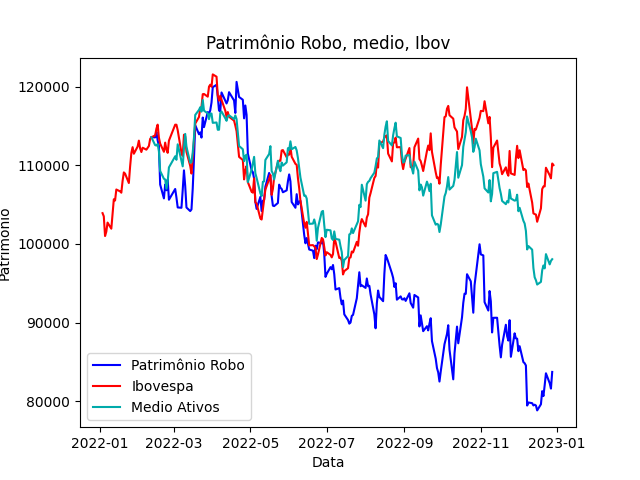 Patrimônio Robo, medio, Ibov
Patrimonio
120000
110000
100000
90000
80000
Patrimônio Robo
Ibovespa
Medio Ativos
2022-01 2022-03 2022-05 2022-07 2022-09 2022-11 2023-01
Data